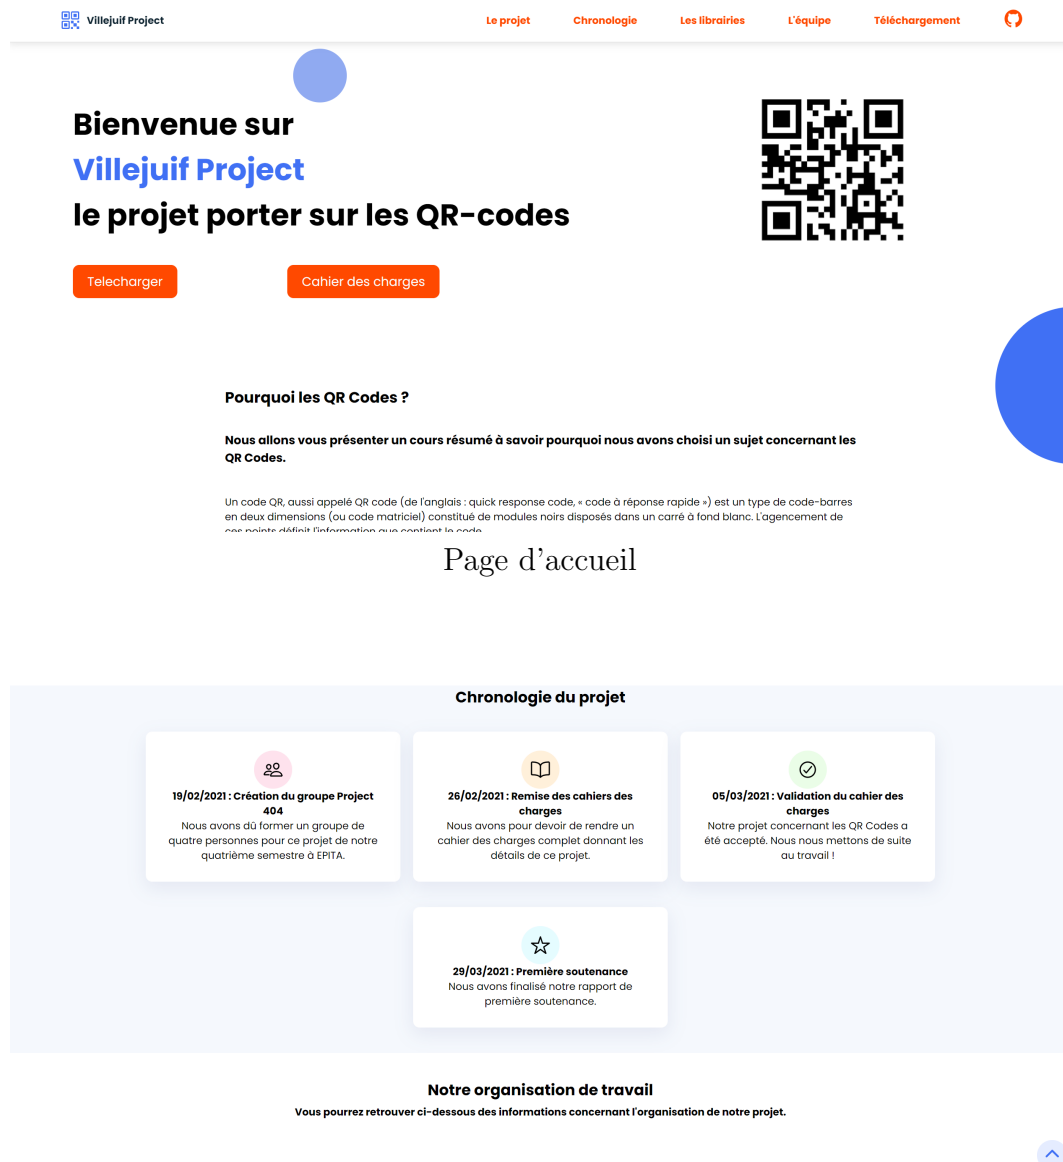 Villejuif Project
Le projet
Chronologie
Les librairies
L'équipe
Téléchargement
Bienvenue sur
Villejuif Project
le projet porter sur les QR-codes
Telecharger
Cahier des charges
Pourquoi les QR Codes ?
Nous allons vous présenter un cours résumé à savoir pourquoi nous avons choisi un sujet concernant les
QR Codes.
Un code QR, aussi appelé QR code (de l'anglais : quick response code, « code à réponse rapide ») est un type de code-barres
en deux dimensions (ou code matriciel) constitué de modules noirs disposés dans un carré à fond blanc. L'agencement de
ces points définit l'information que contient le code.
Page d'accueil
Chronologie du projet
19/02/2021 : Création du groupe Project
404
Nous avons dû former un groupe de
quatre personnes pour ce projet de notre
quatrième semestre à EPITA.
26/02/2021 : Remise des cahiers des
charges
Nous avons pour devoir de rendre un
cahier des charges complet donnant les
détails de ce projet.
05/03/2021 : Validation du cahier des
charges
Notre projet concernant les QR Codes a
été accepté. Nous nous mettons de suite
au travail !
29/03/2021 : Première soutenance
Nous avons finalisé notre rapport de
première soutenance.
Notre organisation de travail
Vous pourrez retrouver ci-dessous des informations concernant l'organisation de notre projet.